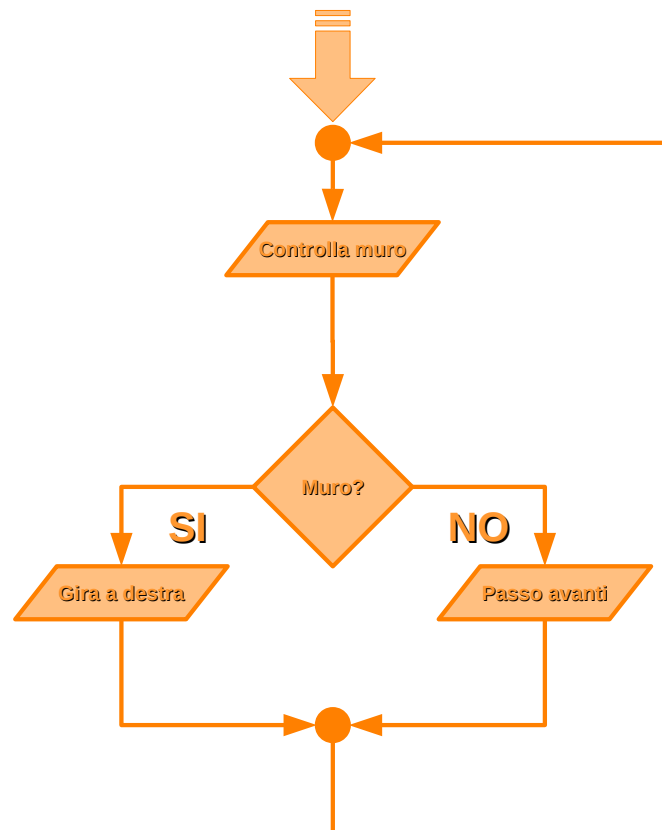 Controlla muro
Muro?
SI
NO
Gira a destra
Passo avanti